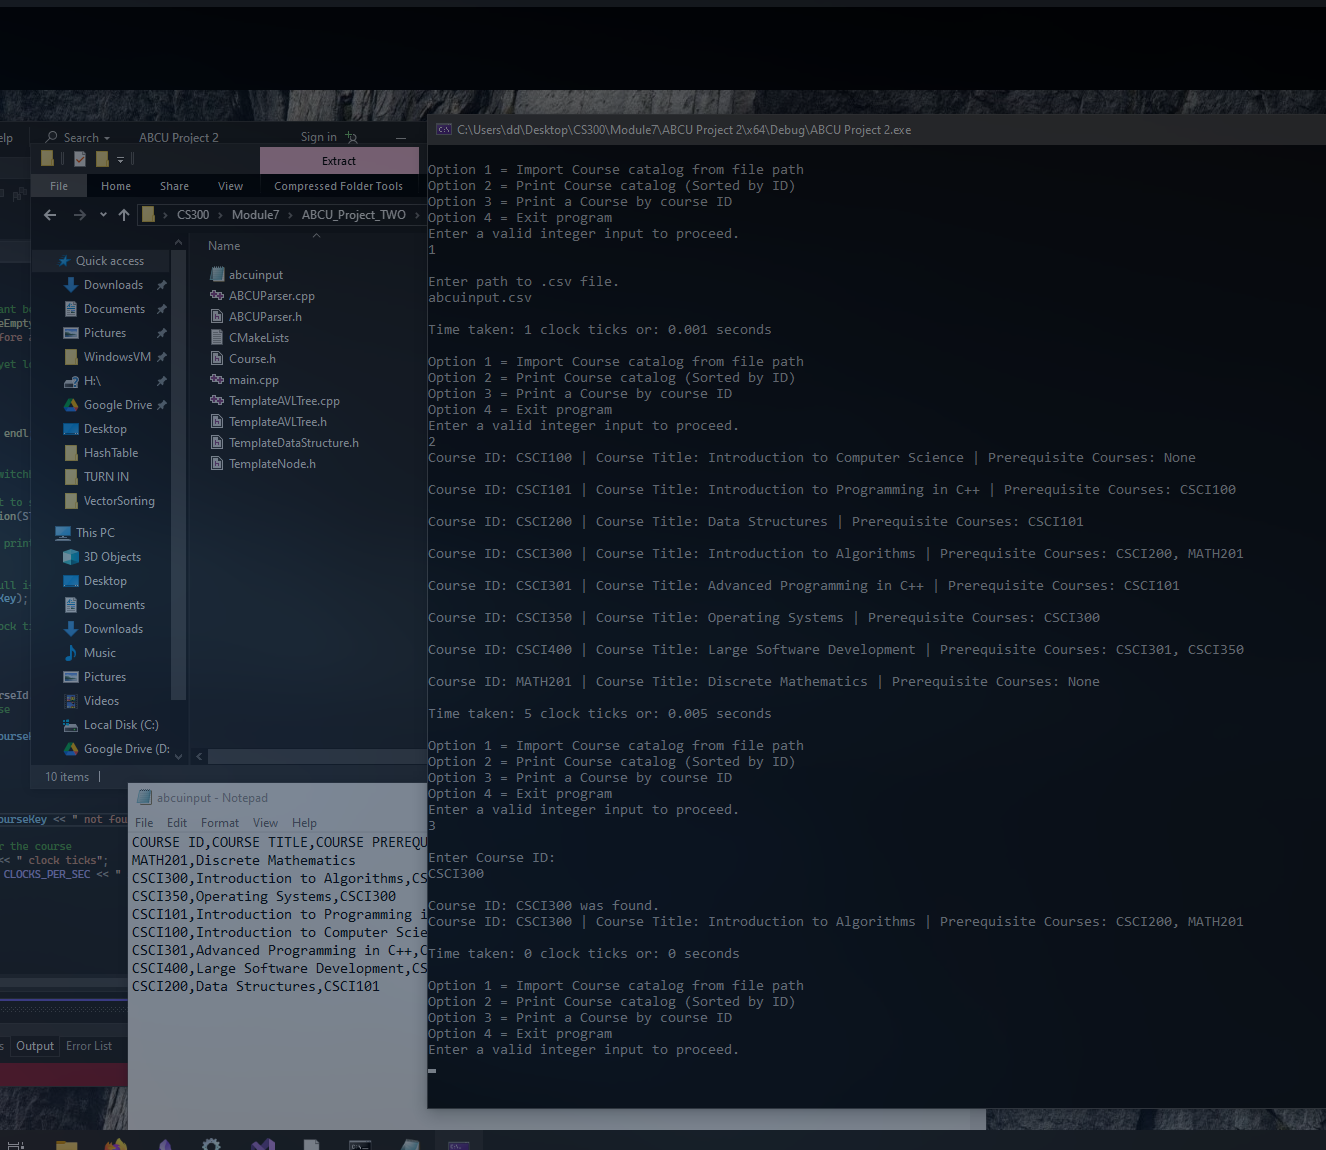 elp
Search
ABCU Project 2
Sign in
Extract
File
Home
Share
View
Compressed Folder Tools
CS300
Module7
ABCU_Project_TWO
Name
Quick access
Downloads
Documents
Pictures
WindowsVM
H:\
Google Drive
Desktop
HashTable
TURN IN
VectorSorting
This PC
3D Objects
Desktop
Documents
Downloads
Music
Pictures
Videos
Local Disk (C:)
Google Drive (D:
abcuinput
ABCUParser.cpp
ABCUParser.h
CMakeLists
Course.h
main.cpp
TemplateAVLTree.cpp
TemplateAVLTree.h
TemplateDataStructure.h
TemplateNode.h
10 items
ant b
eEmpty
fore
yet l
endl
witch
t to s
ion(S
prin
ull i
Key);
ock t
rseId
se
ourse
ourseKey << " not fou
r the course
<< " clock ticks";
CLOCKS_PER_SEC << "
s
Output
Error List
abcuinput - Notepad
File Edit Format View Help
COURSE ID,COURSE TITLE,COURSE PREREQU
MATH201,Discrete Mathematics
CSCI300,Introduction to Algorithms,CS
CSCI350,Operating Systems,CSCI300
CSCI101,Introduction to Programming i
CSCI100,Introduction to Computer Scie
CSCI301,Advanced Programming in C++,C
CSCI400,Large Software Development,CS
CSCI200,Data Structures,CSCI101
C:\Users\dd\Desktop\CS300\Module7\ABCU Project 2\x64\Debug\ABCU Project 2.exe
Option 1 = Import Course catalog from file path
Option 2 = Print Course catalog (Sorted by ID)
Option 3 = Print a Course by course ID
Option 4 = Exit program
Enter a valid integer input to proceed.
1
Enter path to .csv file.
abcuinput.csv
Time taken: 1 clock ticks or: 0.001 seconds
Option 1 = Import Course catalog from file path
Option 2 = Print Course catalog (Sorted by ID)
Option 3 = Print a Course by course ID
Option 4 = Exit program
Enter a valid integer input to proceed.
2
Course ID: CSCI100 | Course Title: Introduction to Computer Science | Prerequisite Courses: None
Course ID: CSCI101 | Course Title: Introduction to Programming in C++ | Prerequisite Courses: CSCI100
Course ID: CSCI200 | Course Title: Data Structures | Prerequisite Courses: CSCI101
Course ID: CSCI300 | Course Title: Introduction to Algorithms | Prerequisite Courses: CSCI200, MATH201
Course ID: CSCI301 | Course Title: Advanced Programming in C++ | Prerequisite Courses: CSCI101
Course ID: CSCI350 | Course Title: Operating Systems | Prerequisite Courses: CSCI300
Course ID: CSCI400 | Course Title: Large Software Development | Prerequisite Courses: CSCI301, CSCI350
Course ID: MATH201 | Course Title: Discrete Mathematics | Prerequisite Courses: None
Time taken: 5 clock ticks or: 0.005 seconds
Option 1 = Import Course catalog from file path
Option 2 = Print Course catalog (Sorted by ID)
Option 3 = Print a Course by course ID
Option 4 = Exit program
Enter a valid integer input to proceed.
3
Enter Course ID:
CSCI300
Course ID: CSCI300 was found.
Course ID: CSCI300 | Course Title: Introduction to Algorithms | Prerequisite Courses: CSCI200, MATH201
Time taken: 0 clock ticks or: 0 seconds
Option 1 = Import Course catalog from file path
Option 2 = Print Course catalog (Sorted by ID)
Option 3 = Print a Course by course ID
Option 4 = Exit program
Enter a valid integer input to proceed.